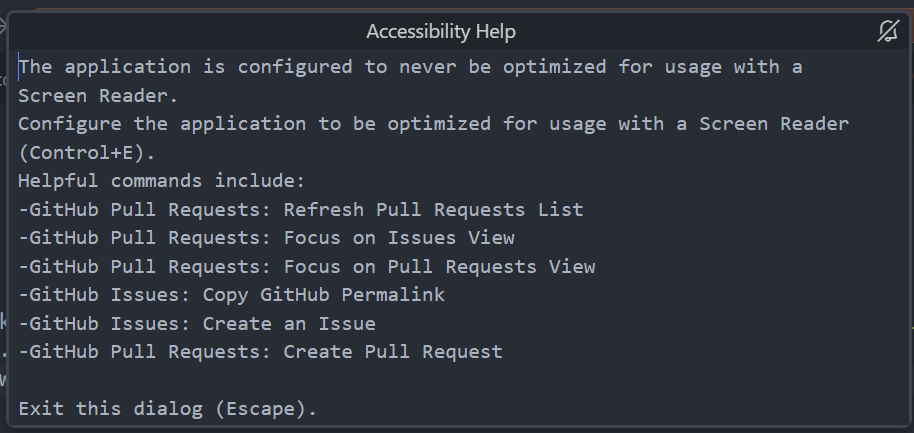 Accessibility Help
The application is configured to never be optimized for usage with a
Screen Reader.
Configure the application to be optimized for usage with a Screen Reader
(Control+E).
Helpful commands include:
-GitHub Pull Requests: Refresh Pull Requests List
-GitHub Pull Requests: Focus on Issues View
-GitHub Pull Requests: Focus on Pull Requests View
-GitHub Issues: Copy GitHub Permalink
-GitHub Issues: Create an Issue
-GitHub Pull Requests: Create Pull Request
Exit this dialog (Escape).